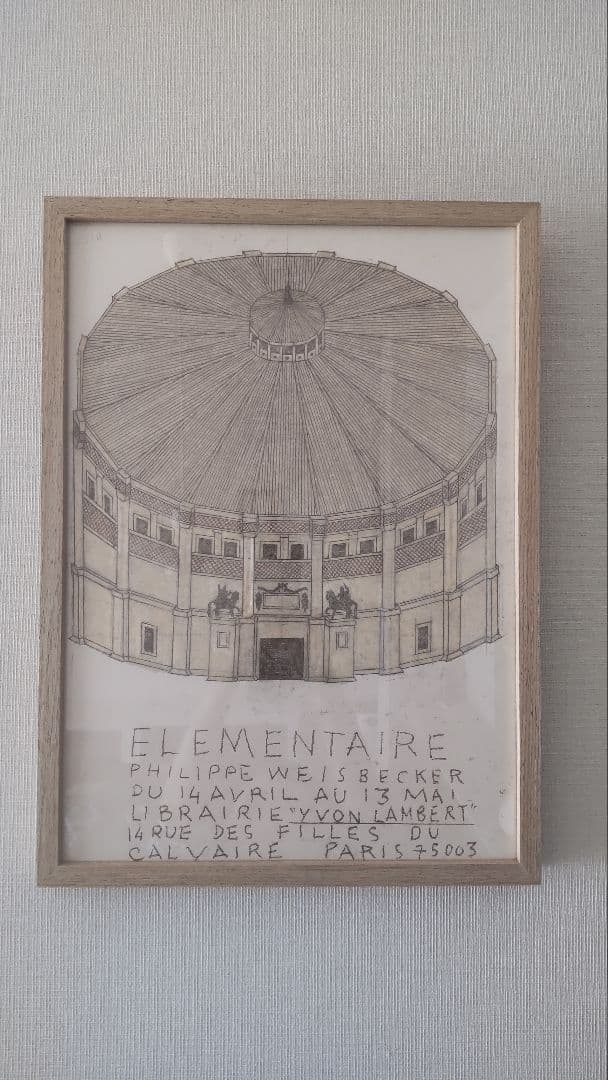 ELEMENTAIRE
PHILIPPE WEISBECKER
DU 14 AVRIL AU 13 MAI
LIBRAIRIE "YVON LAMBERT"
14 RUE DES FILLES DU
CALVAIRE PARIS 75003